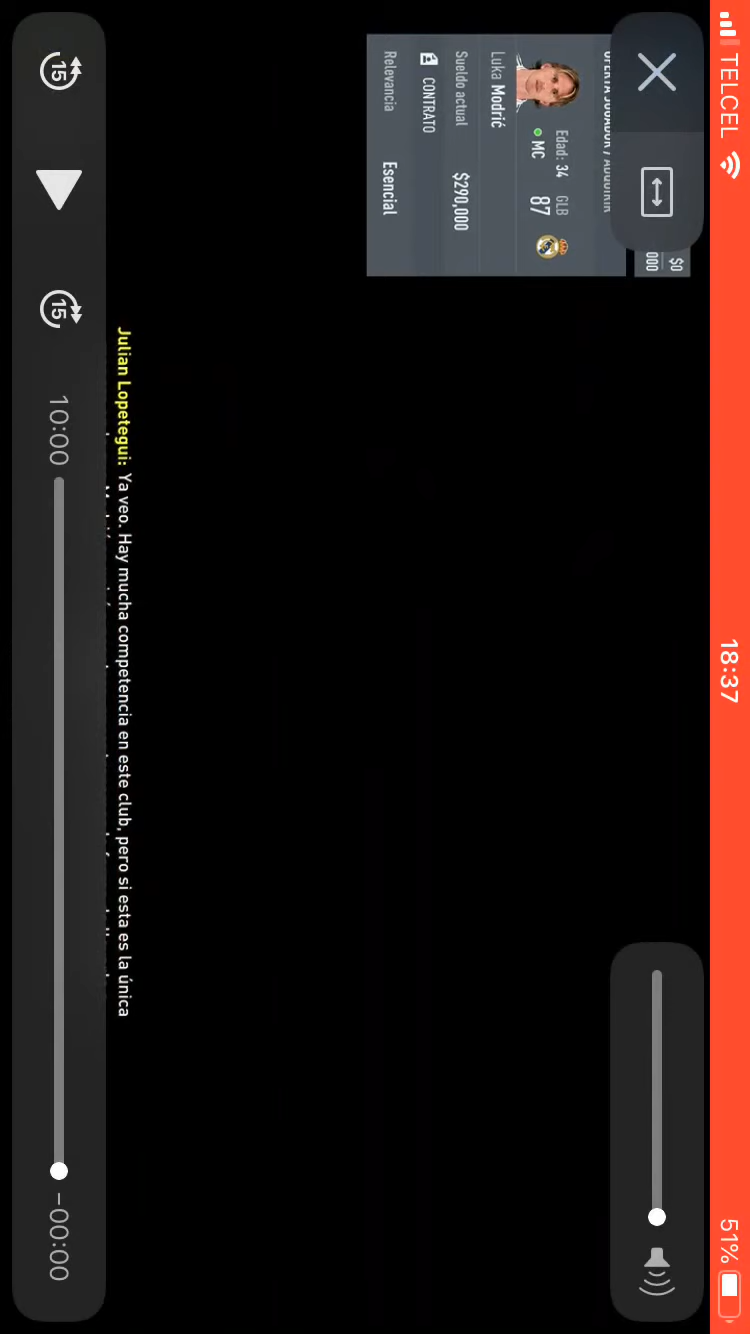 TELCEL
18:37
51%
$0
000
Edad: 34
GLB
MC
87
Luka Modrić
Sueldo actual
$290,000
CONTRATO
Relevancia
Esencial
Julian Lopetegui: Ya veo. Hay mucha competencia en este club, pero si esta es la única
15
15
10:00
-00:00